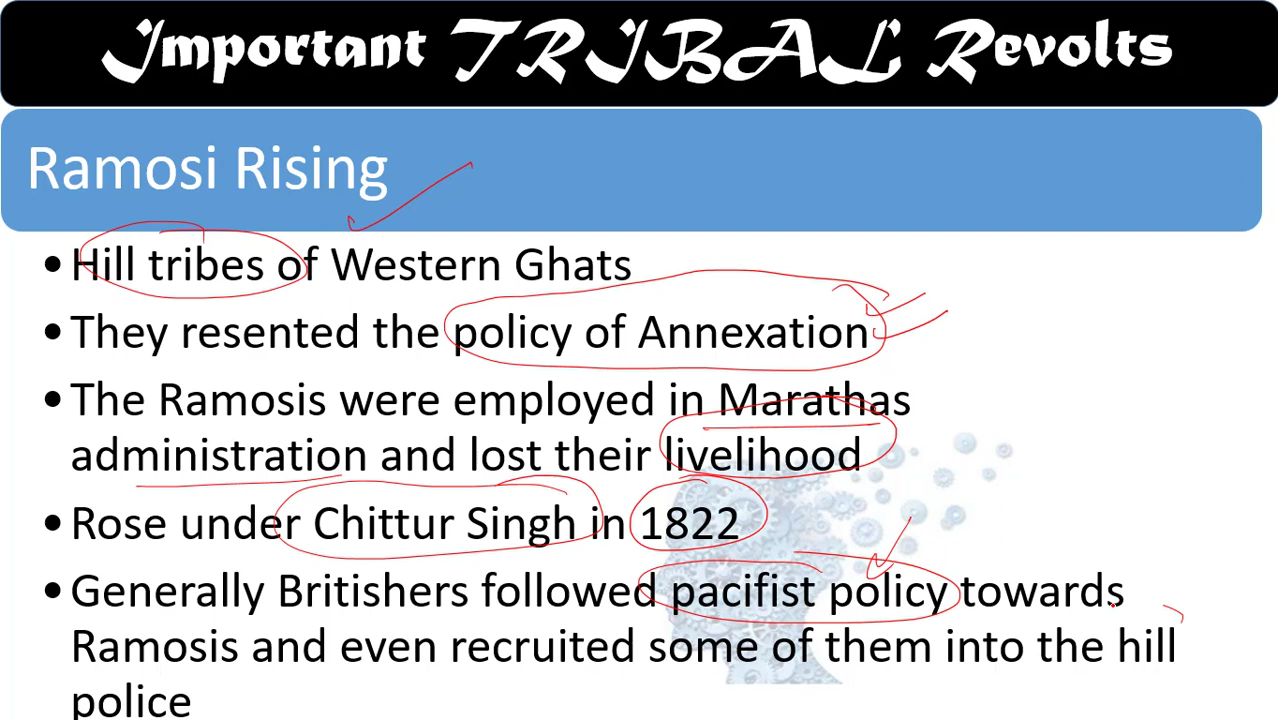 Important TRIBAL Revolts
Ramosi Rising
• Hill tribes of Western Ghats
• They resented the policy of Annexation
• The Ramosis were employed in Marathas
administration and lost their livelihood
• Rose under Chittur Singh in 1822
• Generally Britishers followed pacifist policy towards
Ramosis and even recruited some of them into the hill
police